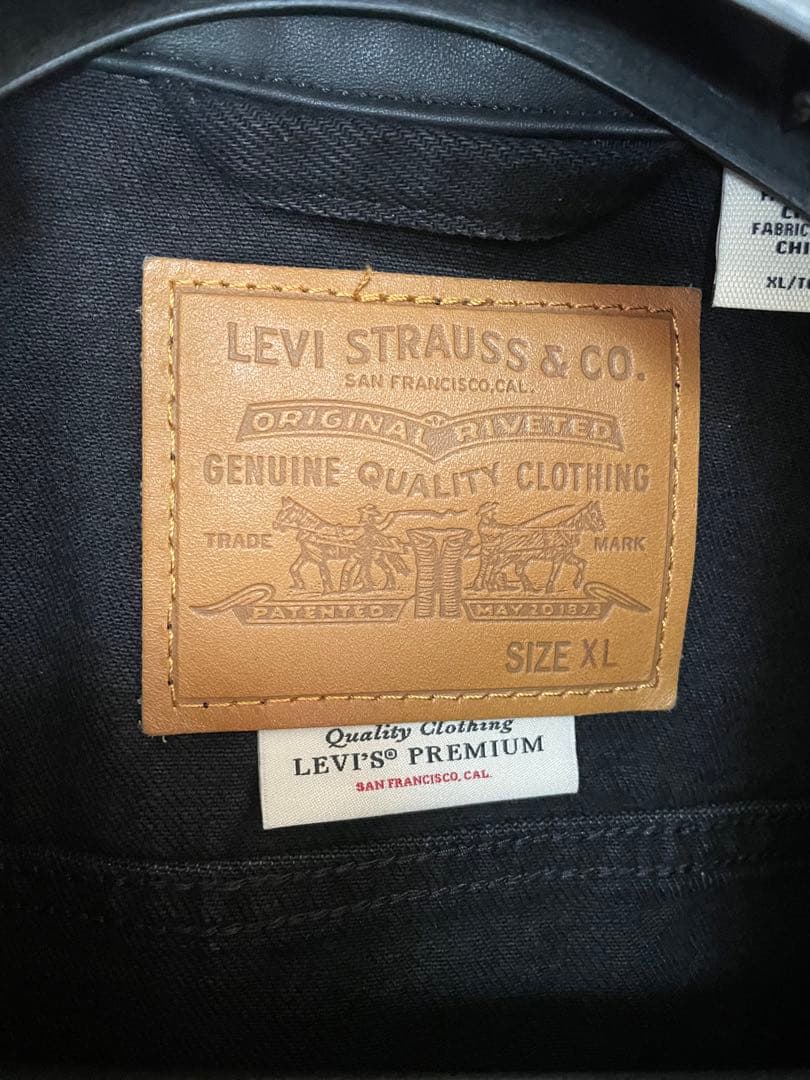 LEVI STRAUSS & CO.
SAN FRANCISCO, CAL.
ORIGINAL RIVETED
GENUINE QUALITY CLOTHING
TRADE MARK
PATENTED MAY 20 1873
SIZE XL
Quality Clothing
LEVI'S® PREMIUM
SAN FRANCISCO, CAL.
FABRIC
CHI
XL/T